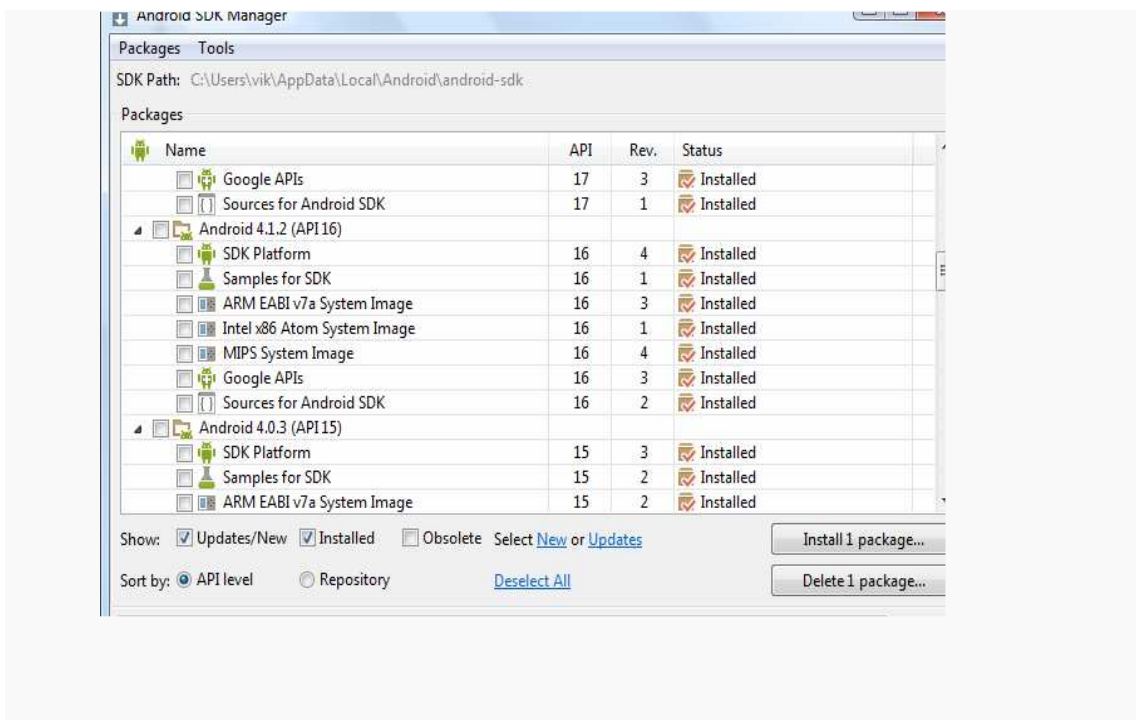 Android SDK Manager
Packages Tools
SDK Path: C:\Users\vik\AppData\Local\Android\android-sdk
Packages
Name API Rev. Status
Google APIs 17 3 Installed
{} Sources for Android SDK 17 1 Installed
Android 4.1.2 (API 16)
SDK Platform 16 4 Installed
Samples for SDK 16 1 Installed
ARM EABI v7a System Image 16 3 Installed
Intel x86 Atom System Image 16 1 Installed
MIPS System Image 16 4 Installed
Google APIs 16 3 Installed
{} Sources for Android SDK 16 2 Installed
Android 4.0.3 (API 15)
SDK Platform 15 3 Installed
Samples for SDK 15 2 Installed
ARM EABI v7a System Image 15 2 Installed
Show: Updates/New Installed Obsolete Select New or Updates Install 1 package...
Sort by: API level Repository Deselect All Delete 1 package...